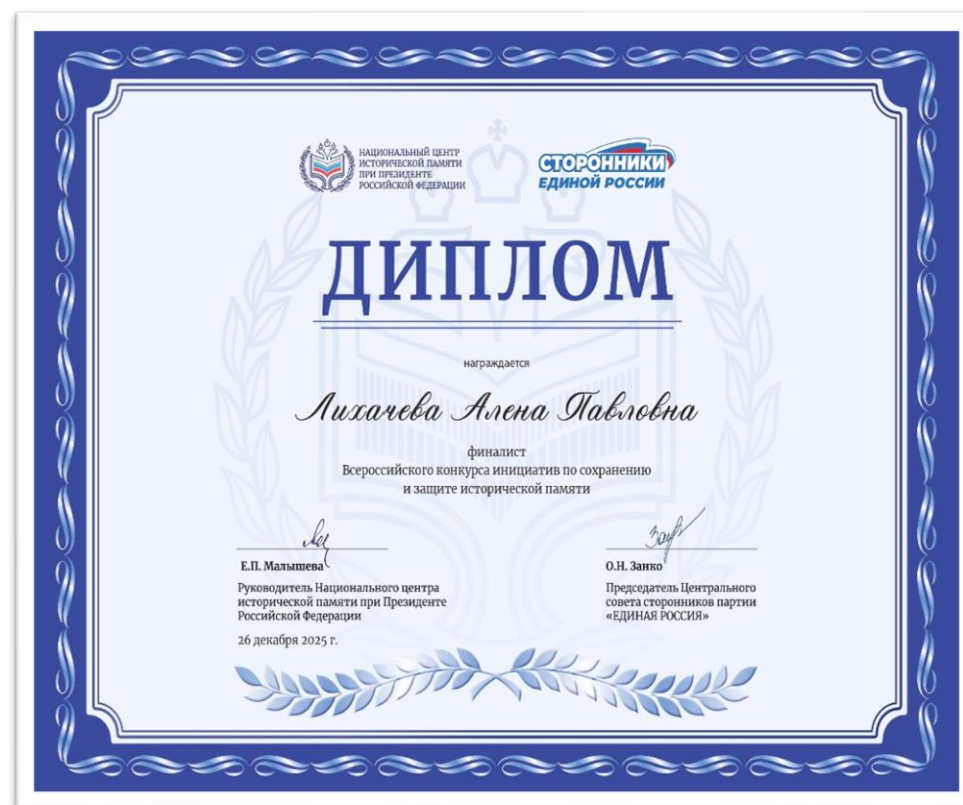 НАЦИОНАЛЬНЫЙ ЦЕНТР
ИСТОРИЧЕСКОЙ ПАМЯТИ
ПРИ ПРЕЗИДЕНТЕ
РОССИЙСКОЙ ФЕДЕРАЦИИ
СТОРОННИКИ
ЕДИНОЙ РОССИИ
ДИПЛОМ
награждается
Лихачева Алена Павловна
финалист
Всероссийского конкурса инициатив по сохранению
и защите исторической памяти
Е.П. Малышева
Руководитель Национального центра
исторической памяти при Президенте
Российской Федерации
26 декабря 2025 г.
О.Н. Занко
Председатель Центрального
совета сторонников партии
«ЕДИНАЯ РОССИЯ»